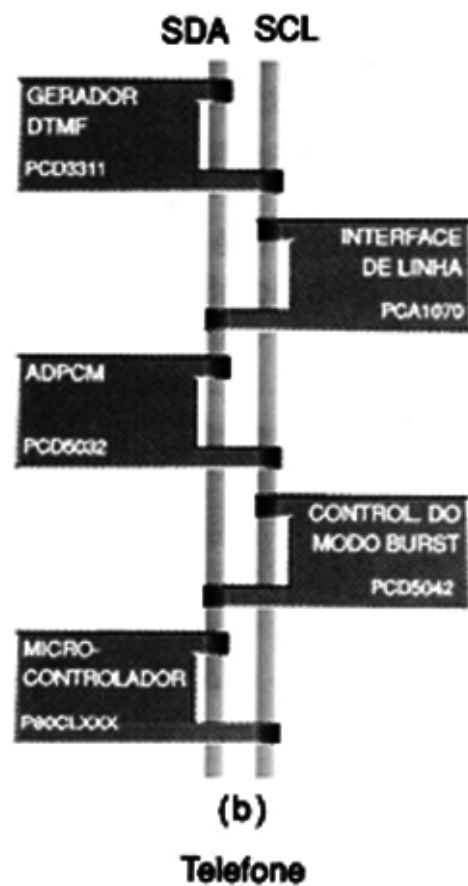 SDA SCL
GERADOR
DTMF
PCD3311
INTERFACE
DE LINHA
PCA1070
ADPCM
PCD5032
CONTROL. DO
MODO BURST
PCD5042
MICRO-
CONTROLADOR
P80CLXXX
(b)
Telefone